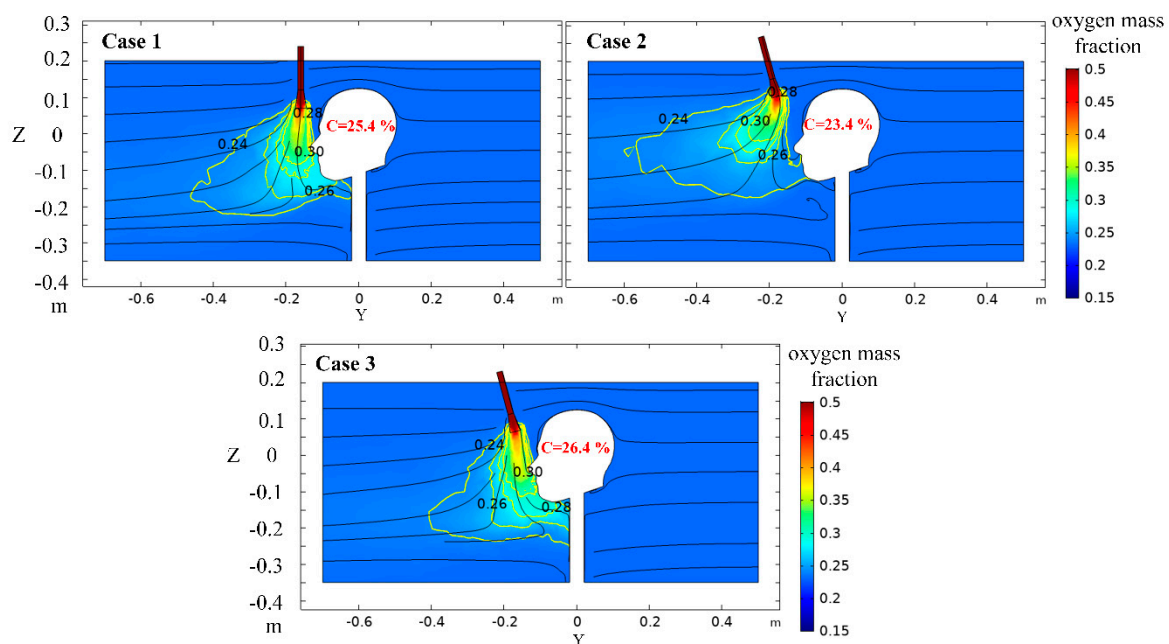 Case 1
0.3
0.2
0.1
Z 0
-0.1
-0.2
-0.3
-0.4
m
0.28
C=25.4 %
0.24
0.30
0.26
-0.6 -0.4 -0.2 0 0.2 0.4 m
Y
Case 2
0.28
0.24
0.30
C=23.4 %
0.26
-0.6 -0.4 -0.2 0 0.2 0.4 m
Y
oxygen mass
fraction
0.5
0.45
0.4
0.35
0.3
0.25
0.2
0.15
Case 3
0.3
0.2
0.1
Z 0
-0.1
-0.2
-0.3
-0.4
m
0.24
C=26.4 %
0.30
0.26
0.28
-0.6 -0.4 -0.2 0 0.2 0.4 m
Y
oxygen mass
fraction
0.5
0.45
0.4
0.35
0.3
0.25
0.2
0.15